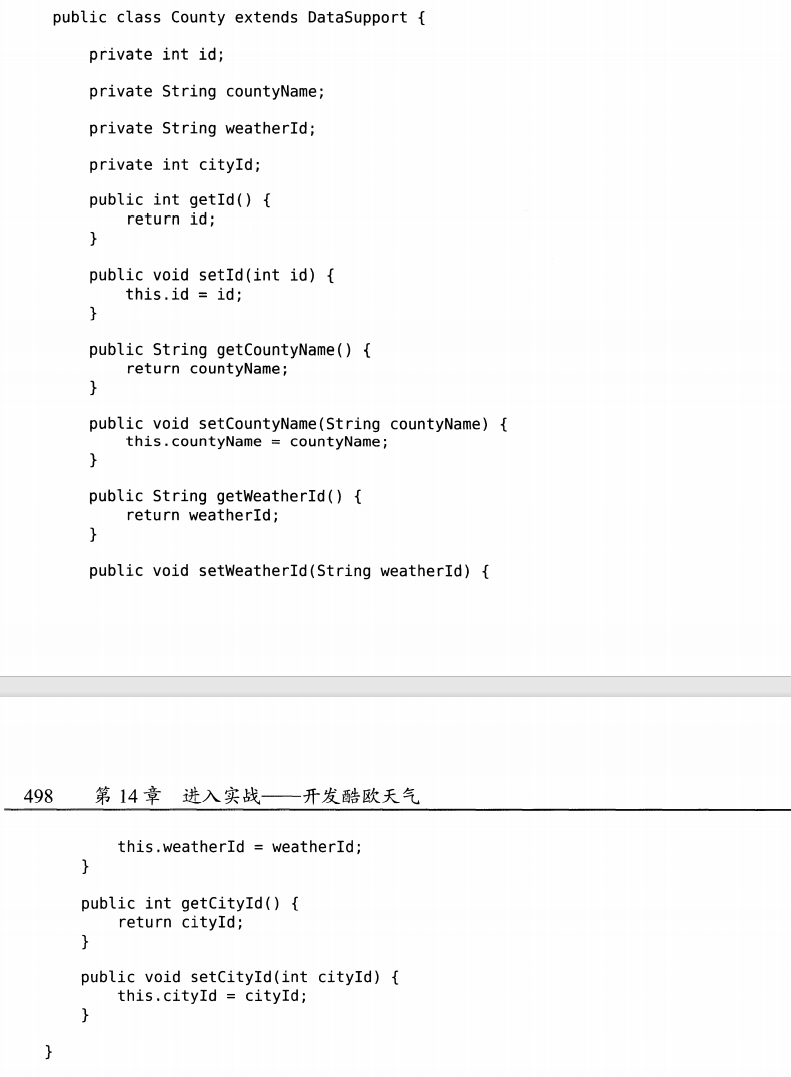 public class County extends DataSupport {
private int id;
private String countyName;
private String weatherId;
private int cityId;
public int getId() {
return id;
}
public void setId(int id) {
this.id = id;
}
public String getCountyName() {
return countyName;
}
public void setCountyName(String countyName) {
this.countyName = countyName;
}
public String getWeatherId() {
return weatherId;
}
public void setWeatherId(String weatherId) {
498 第 14 章 进入实战——开发酷欧天气
this.weatherId = weatherId;
}
public int getCityId() {
return cityId;
}
public void setCityId(int cityId) {
this.cityId = cityId;
}
}